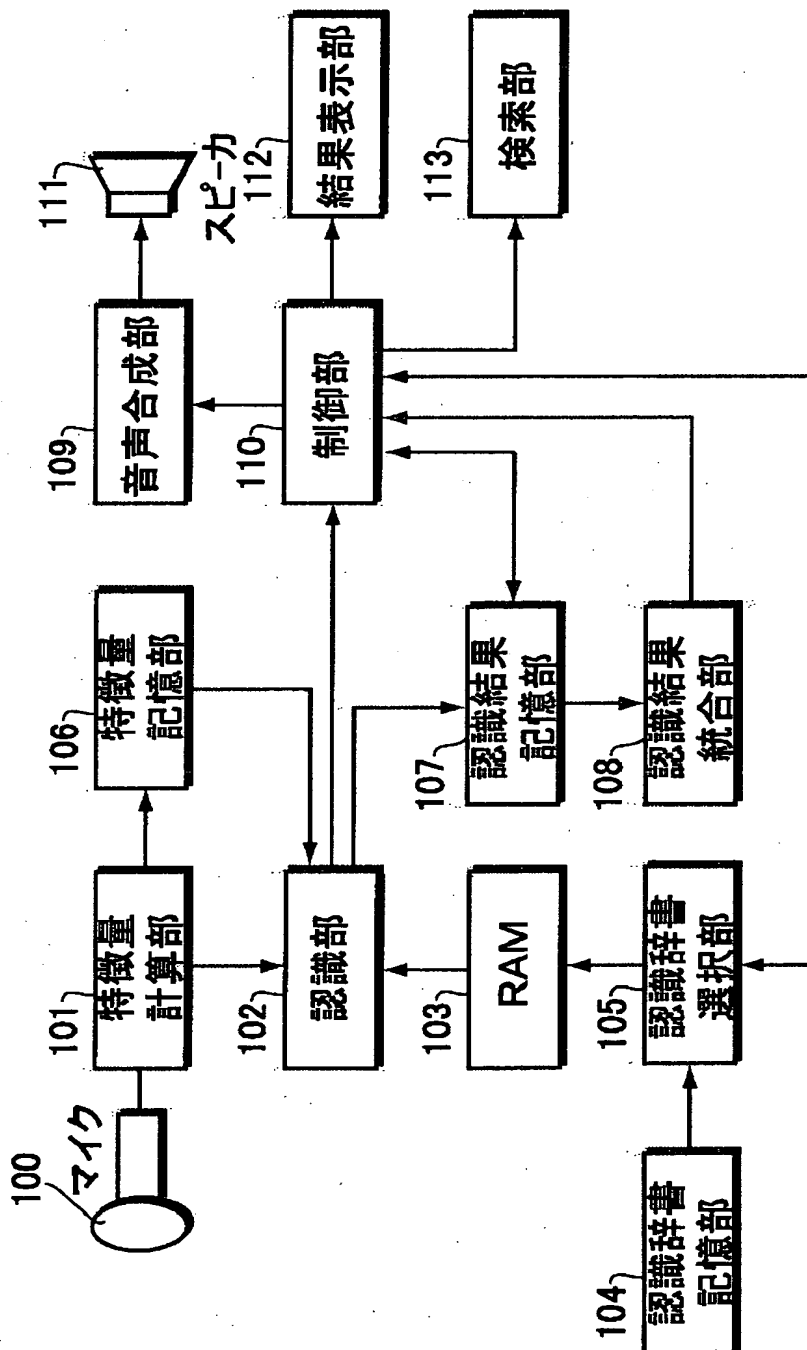 100
マイク
101
特徴量
計算部
106
特徴量
記憶部
109
音声合成部
111
スピーカ
102
認識部
110
制御部
112
結果表示部
103
RAM
107
認識結果
記憶部
113
検索部
104
認識辞書
記憶部
105
認識辞書
選択部
108
認識結果
統合部